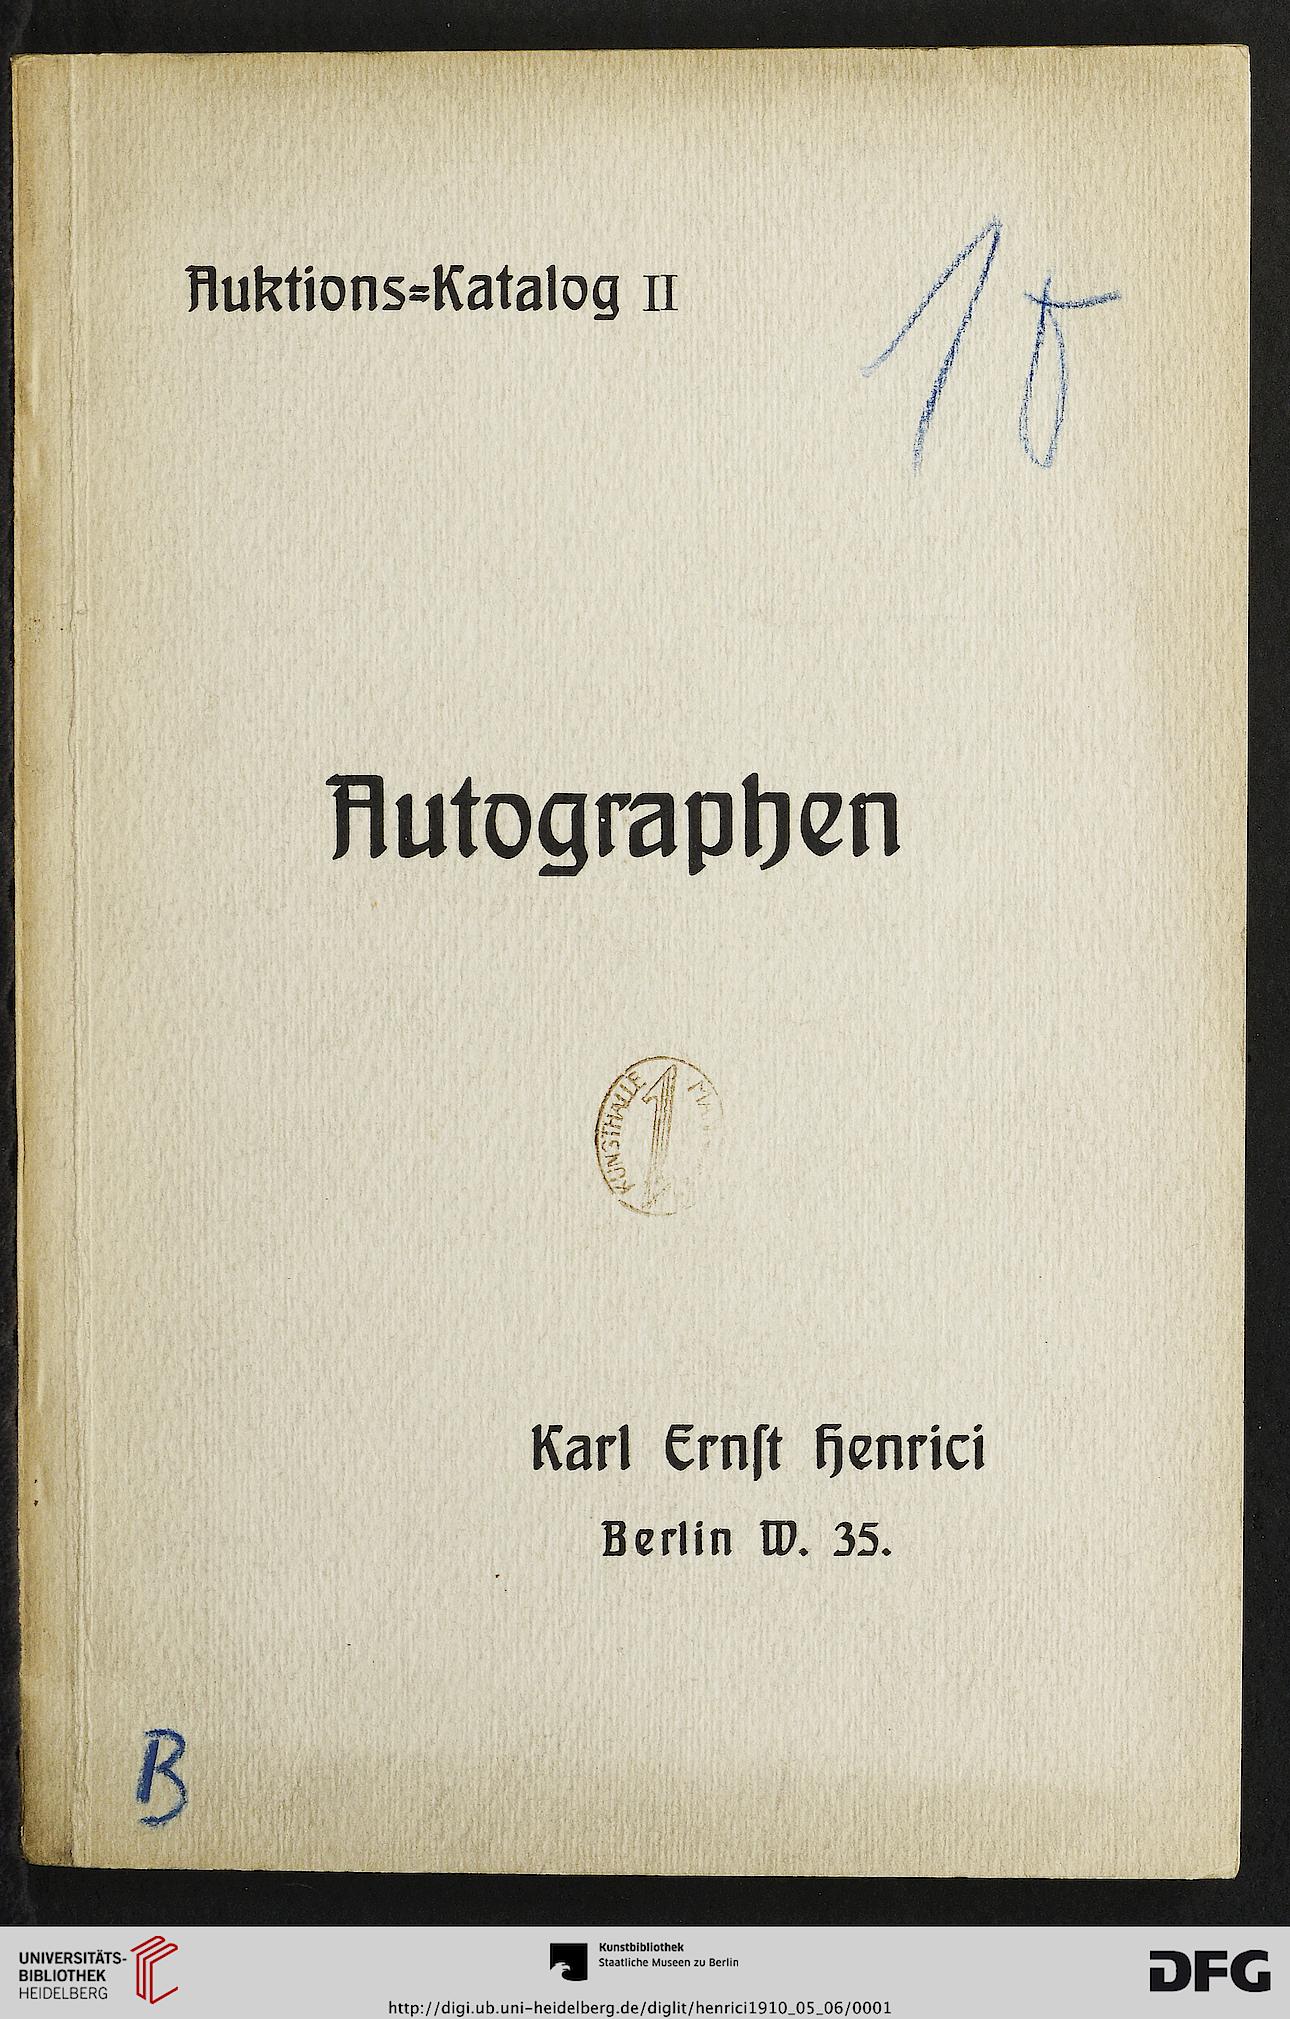 Auktions=Katalog II
Autographen
KUNSTHALLE
Karl Ernſt Henrici
Berlin W. 35.
B
UNIVERSITÄTS-
BIBLIOTHEK
HEIDELBERG
Kunstbibliothek
Staatliche Museen zu Berlin
DFG
http://digi.ub.uni-heidelberg.de/diglit/henrici1910_05_06/0001